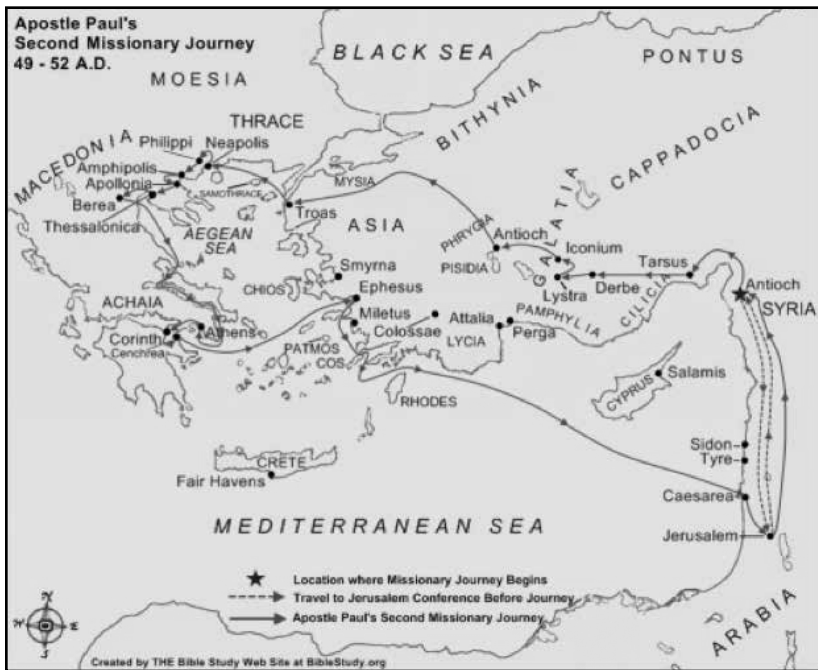 Apostle Paul's
Second Missionary Journey
49 - 52 A.D.
BLACK SEA
PONTUS
MOESIA
THRACE
BITHYNIA
CAPPADOCIA
MACEDONIA
Philippi
Neapolis
Amphipolis
Apollonia
SAMOTHRACE
MYSIA
Berea
Thessalonica
Troas
AEGEAN
SEA
ASIA
PHRYGIA
Antioch
GALATIA
Iconium
PISIDIA
Tarsus
Smyrna
CHIOS
Ephesus
Lystra
Derbe
CILICIA
Antioch
SYRIA
ACHAIA
Miletus
Colossae
Attalia
PAMPHYLIA
Perga
LYCIA
Corinth
Athens
Cenchrea
PATMOS
COS
RHODES
CYPRUS
Salamis
Sidon
Tyre
CRETE
Fair Havens
Caesarea
Jerusalem
MEDITERRANEAN SEA
ARABIA
Location where Missionary Journey Begins
Travel to Jerusalem Conference Before Journey
Apostle Paul's Second Missionary Journey
N
W
E
S
Created by THE Bible Study Web Site at BibleStudy.org